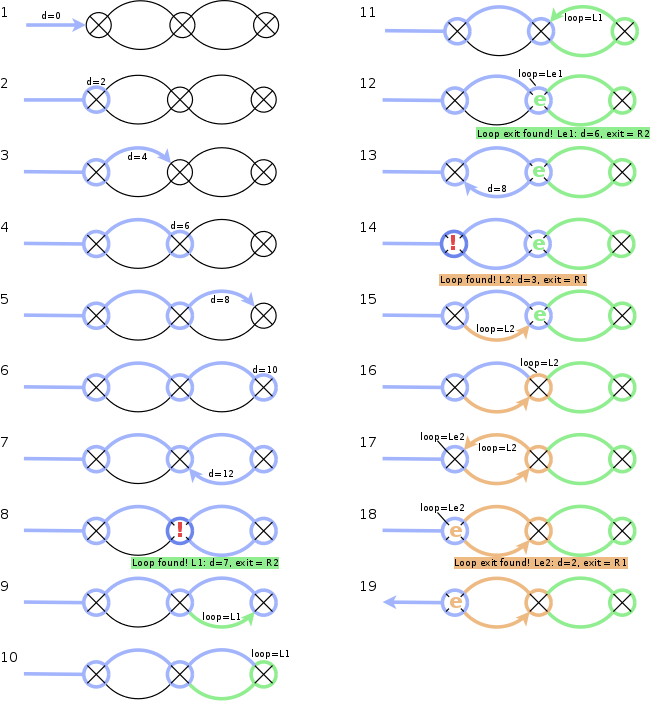 1
d=0
2
d=2
3
d=4
4
d=6
5
d=8
6
d=10
7
d=12
8
!
Loop found! L1: d=7, exit = R2
9
loop=L1
10
loop=L1
11
loop=L1
12
loop=Le1
e
Loop exit found! Le1: d=6, exit = R2
13
e
d=8
14
!
e
Loop found! L2: d=3, exit = R1
15
e
loop=L2
16
loop=L2
17
loop=Le2
loop=L2
18
loop=Le2
e
Loop exit found! Le2: d=2, exit = R1
19
e